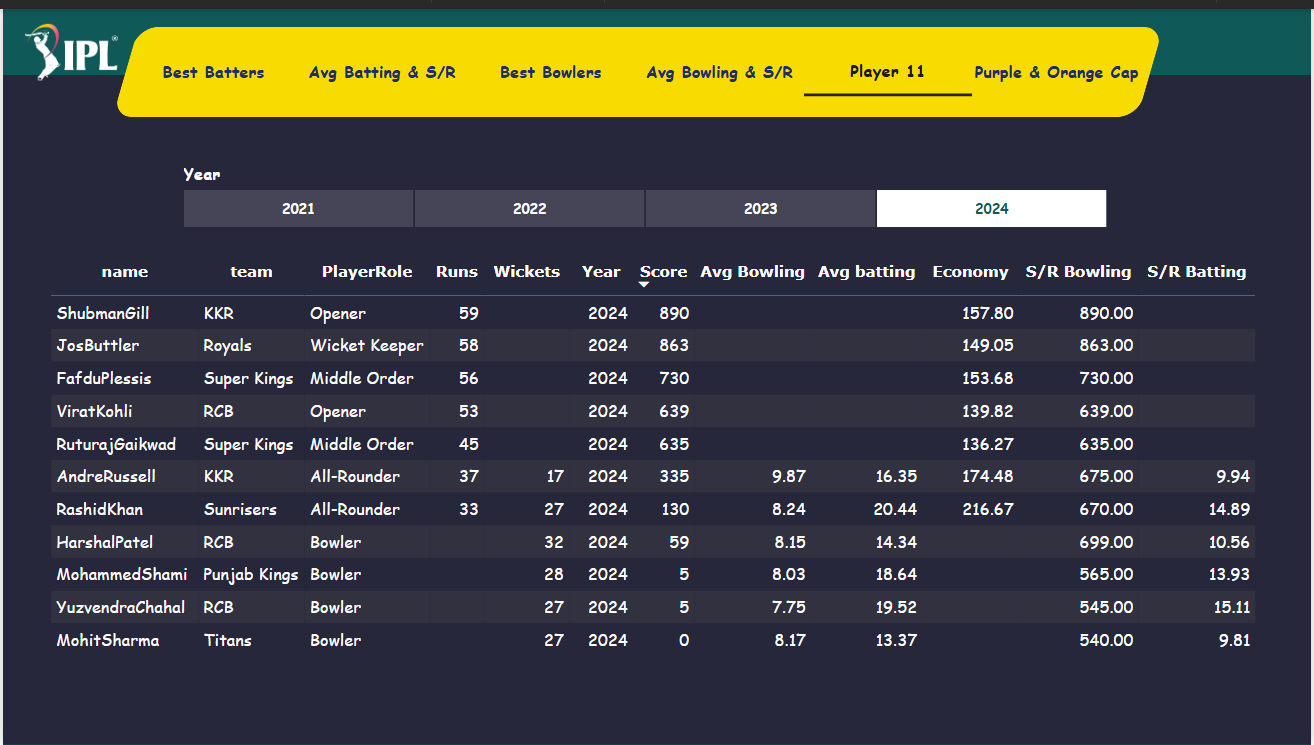 IPL®
Best Batters Avg Batting & S/R Best Bowlers Avg Bowling & S/R Player 11 Purple & Orange Cap
Year
2021 2022 2023 2024
name team PlayerRole Runs Wickets Year Score Avg Bowling Avg batting Economy S/R Bowling S/R Batting
ShubmanGill KKR Opener 59 2024 890 157.80 890.00
JosButtler Royals Wicket Keeper 58 2024 863 149.05 863.00
FafduPlessis Super Kings Middle Order 56 2024 730 153.68 730.00
ViratKohli RCB Opener 53 2024 639 139.82 639.00
RuturajGaikwad Super Kings Middle Order 45 2024 635 136.27 635.00
AndreRussell KKR All-Rounder 37 17 2024 335 9.87 16.35 174.48 675.00 9.94
RashidKhan Sunrisers All-Rounder 33 27 2024 130 8.24 20.44 216.67 670.00 14.89
HarshalPatel RCB Bowler 32 2024 59 8.15 14.34 699.00 10.56
MohammedShami Punjab Kings Bowler 28 2024 5 8.03 18.64 565.00 13.93
YuzvendraChahal RCB Bowler 27 2024 5 7.75 19.52 545.00 15.11
MohitSharma Titans Bowler 27 2024 0 8.17 13.37 540.00 9.81